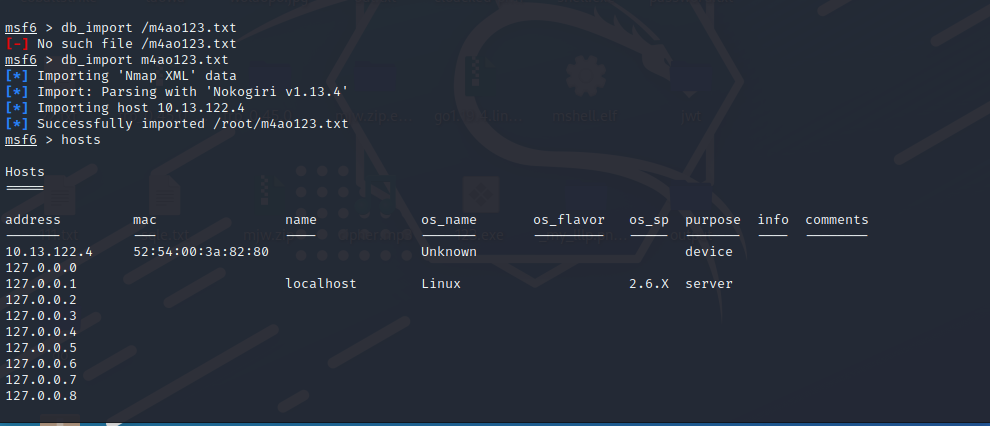 msf6 > db_import /m4ao123.txt
[-] No such file /m4ao123.txt
msf6 > db_import m4ao123.txt
[*] Importing 'Nmap XML' data
[*] Import: Parsing with 'Nokogiri v1.13.4'
[*] Importing host 10.13.122.4
[*] Successfully imported /root/m4ao123.txt
msf6 > hosts
Hosts
=====
address mac name os_name os_flavor os_sp purpose info comments
------- --- ---- ------- --------- ----- ------- ---- --------
10.13.122.4 52:54:00:3a:82:80 Unknown device
127.0.0.0
127.0.0.1 localhost Linux 2.6.X server
127.0.0.2
127.0.0.3
127.0.0.4
127.0.0.5
127.0.0.6
127.0.0.7
127.0.0.8